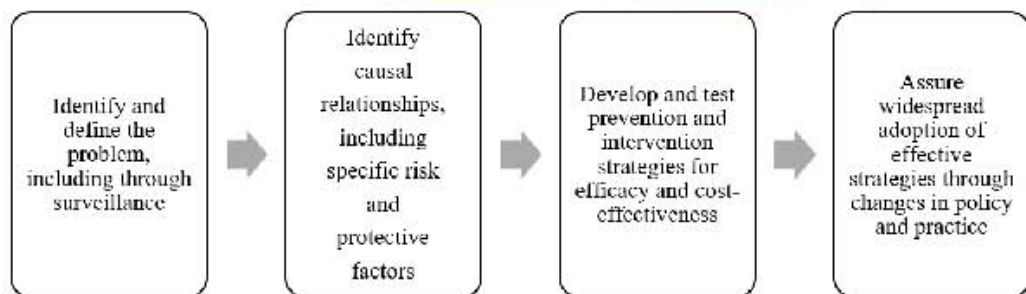 Identify and
define the
problem,
including through
surveillance
Identify
causal
relationships,
including
specific risk
and
protective
factors
Develop and test
prevention and
intervention
strategies for
efficacy and cost-
effectiveness
Assure
widespread
adoption of
effective
strategies through
changes in policy
and practice